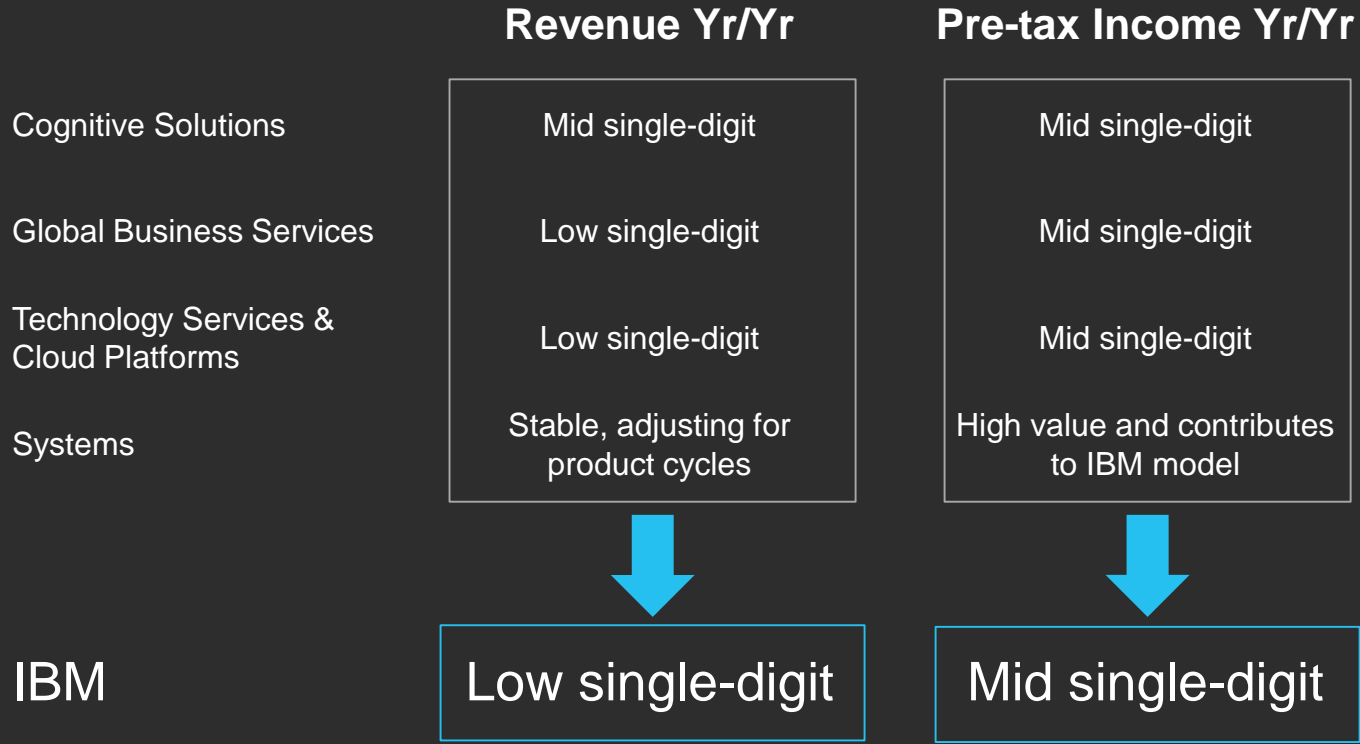 Revenue Yr/Yr Pre-tax Income Yr/Yr
Cognitive Solutions Mid single-digit Mid single-digit
Global Business Services Low single-digit Mid single-digit
Technology Services &
Cloud Platforms Low single-digit Mid single-digit
Systems
Stable, adjusting for
product cycles
High value and contributes
to IBM model
IBM Low single-digit Mid single-digit